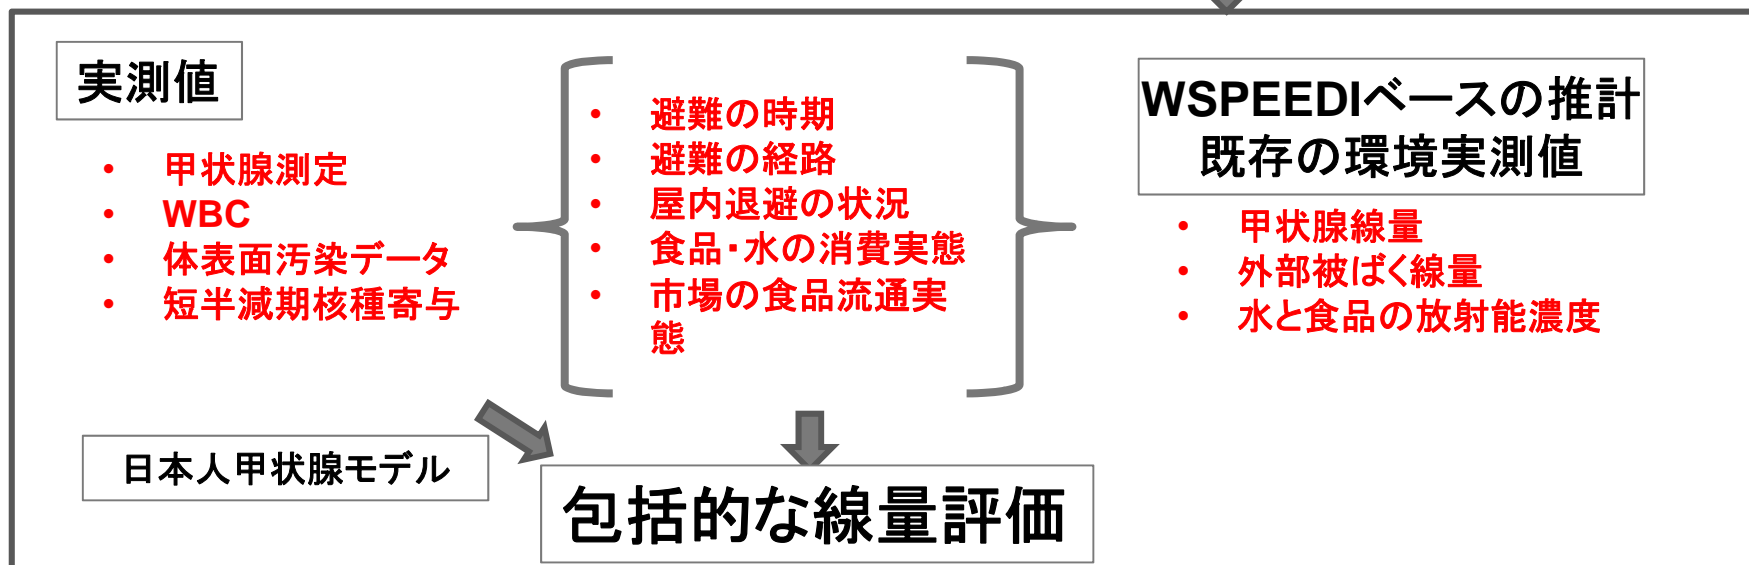 実測値
• 甲状腺測定
• WBC
• 体表面汚染データ
• 短半減期核種寄与
• 避難の時期
• 避難の経路
• 屋内退避の状況
• 食品・水の消費実態
• 市場の食品流通実
態
WSPEEDIベースの推計
既存の環境実測値
• 甲状腺線量
• 外部被ばく線量
• 水と食品の放射能濃度
日本人甲状腺モデル
包括的な線量評価